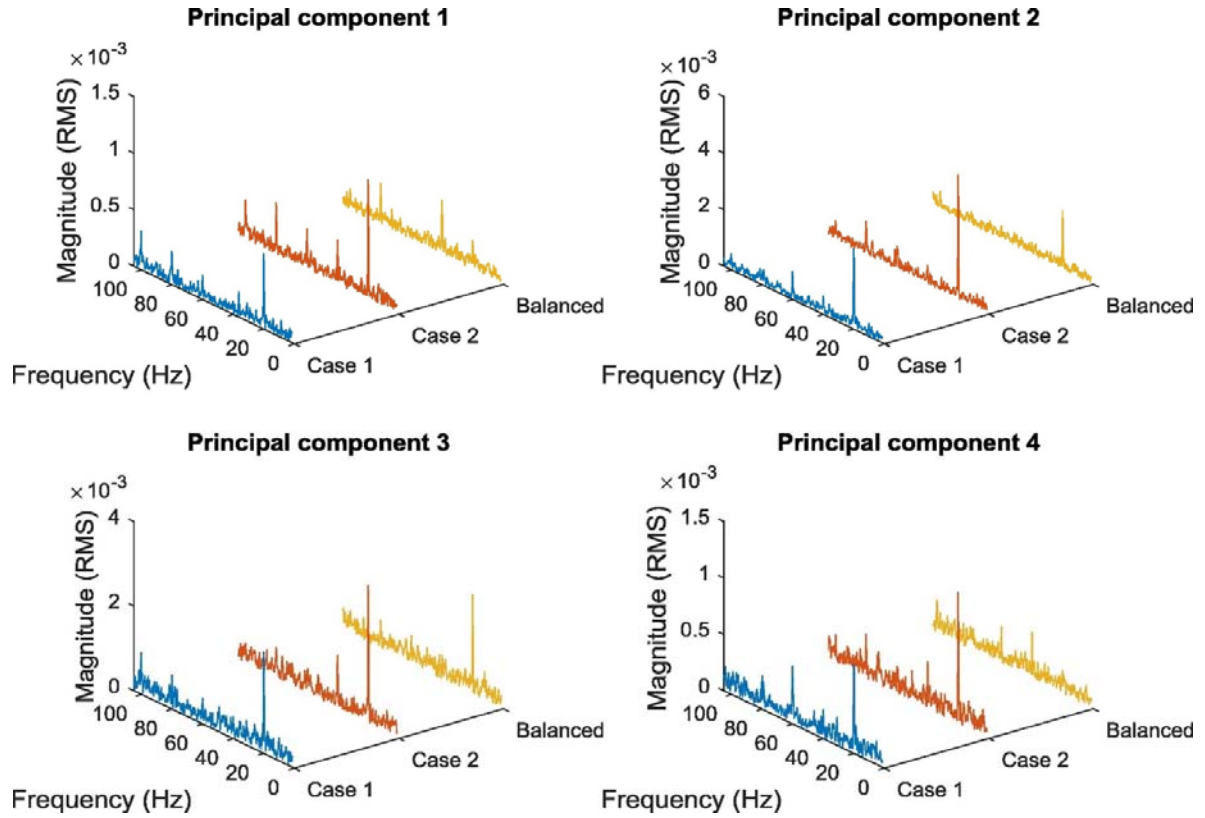 Principal component 1
×10-3
Magnitude (RMS)
1.5
1
0.5
0
100
80
60
40
20
0
Frequency (Hz)
Case 1
Case 2
Balanced
Principal component 2
×10-3
Magnitude (RMS)
6
4
2
0
100
80
60
40
20
0
Frequency (Hz)
Case 1
Case 2
Balanced
Principal component 3
×10-3
Magnitude (RMS)
4
2
0
100
80
60
40
20
0
Frequency (Hz)
Case 1
Case 2
Balanced
Principal component 4
×10-3
Magnitude (RMS)
1.5
1
0.5
0
100
80
60
40
20
0
Frequency (Hz)
Case 1
Case 2
Balanced